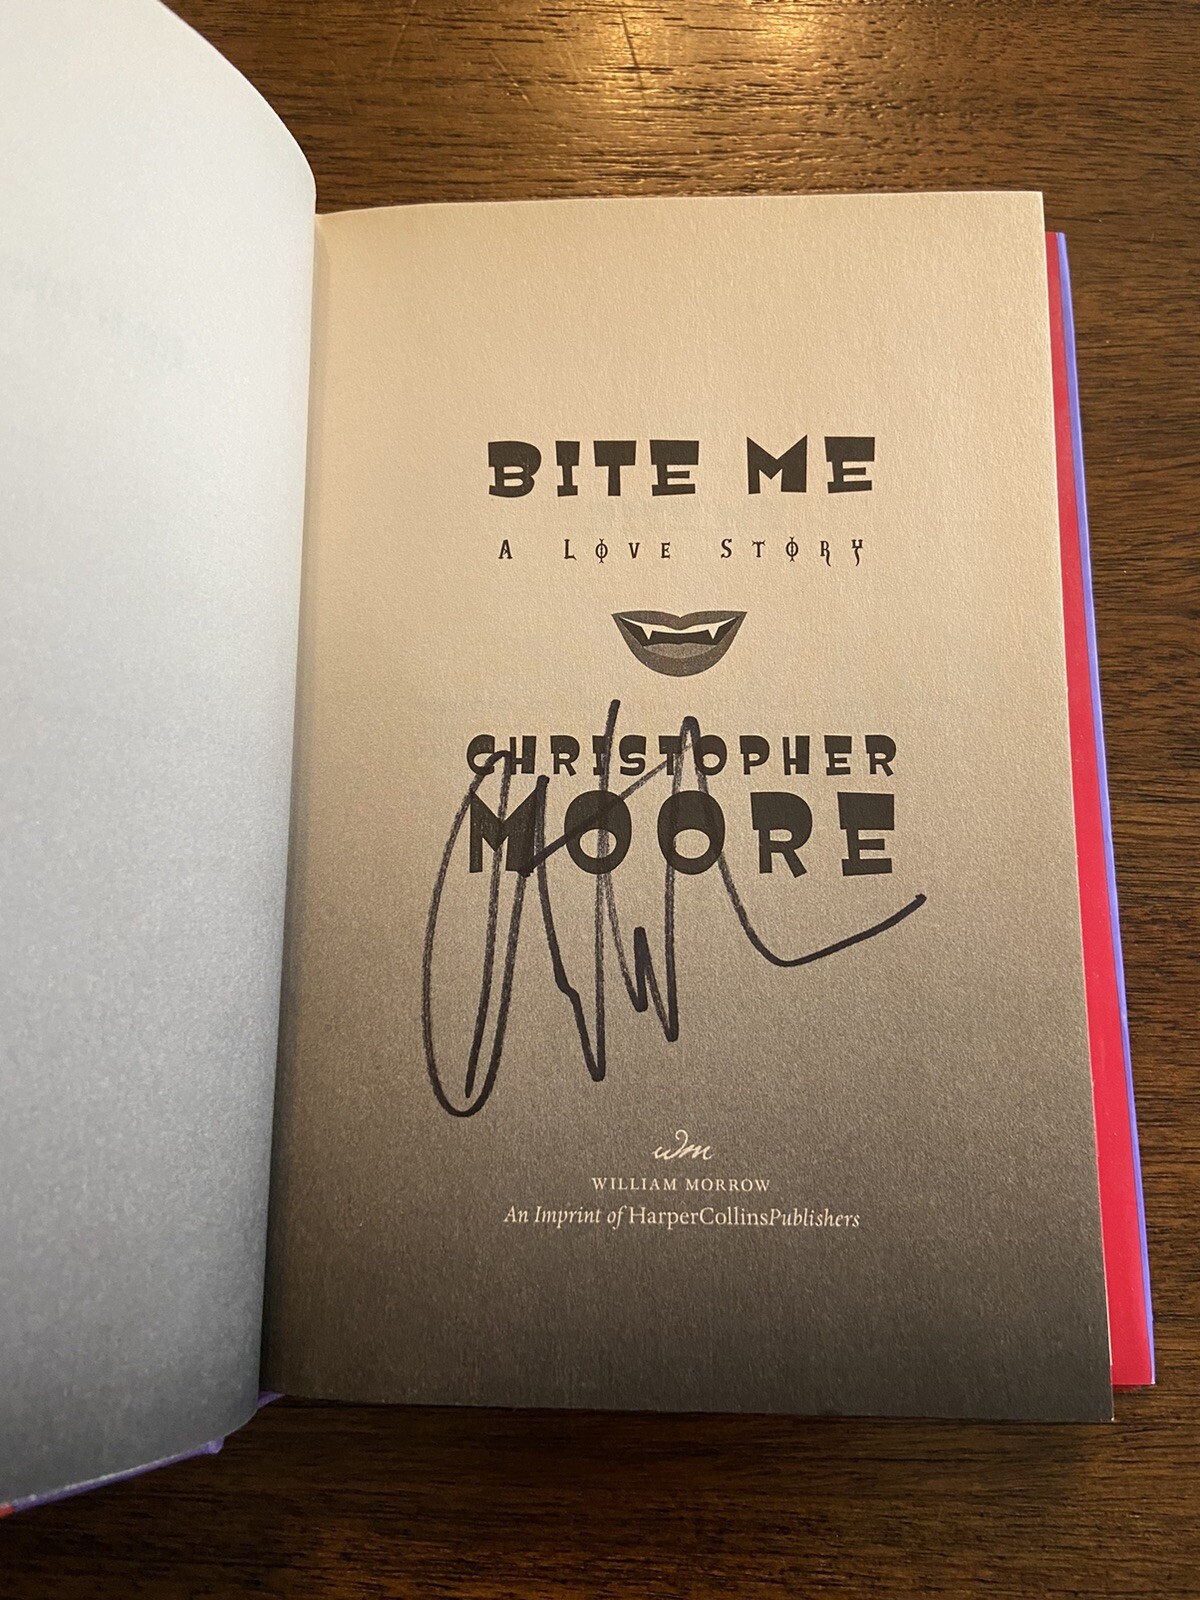 BITE ME
A LOVE STORY
CHRISTOPHER
MOORE
wm
WILLIAM MORROW
An Imprint of HarperCollinsPublishers